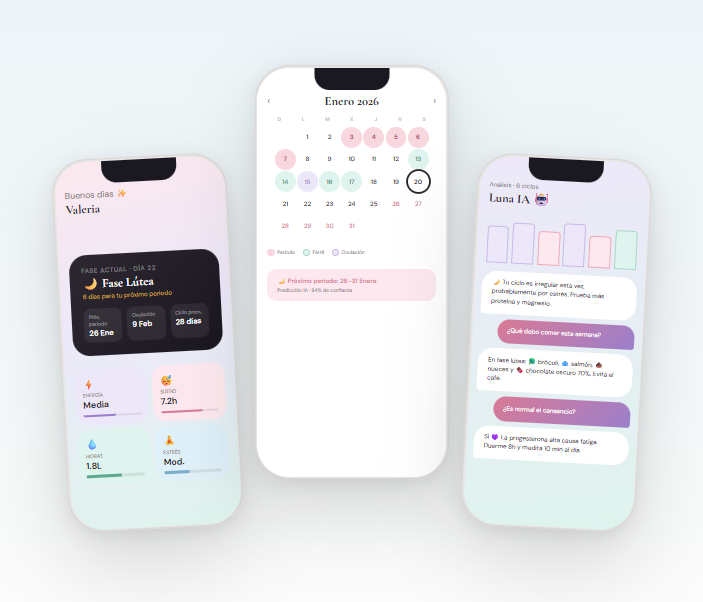 Buenos días ✨
Valeria
FASE ACTUAL · DÍA 22
🌙 Fase Lútea
6 días para tu próximo periodo
Próx. periodo
26 Ene
Ovulación
9 Feb
Ciclo prom.
28 días
ENERGÍA
Media
SUEÑO
7.2h
HIDRAT.
1.8L
ESTRÉS
Mod.
‹ Enero 2026 ›
D L M X J V S
1 2 3 4 5 6
7 8 9 10 11 12 13
14 15 16 17 18 19 20
21 22 23 24 25 26 27
28 29 30 31
Periodo Fértil Ovulación
🌙 Próximo periodo: 26–31 Enero
Predicción IA · 94% de confianza
Análisis · 6 ciclos
Luna IA
🌙 Tu ciclo es irregular esta vez,
probablemente por estrés. Prueba más
proteína y magnesio.
¿Qué debo comer esta semana?
En fase lútea: 🥦 brócoli, 🐟 salmón, 🌰
nueces y 🍫 chocolate oscuro 70%. Evita el
café.
¿Es normal el cansancio?
Sí 💜 La progesterona alta causa fatiga.
Duerme 8h y medita 10 min al día.